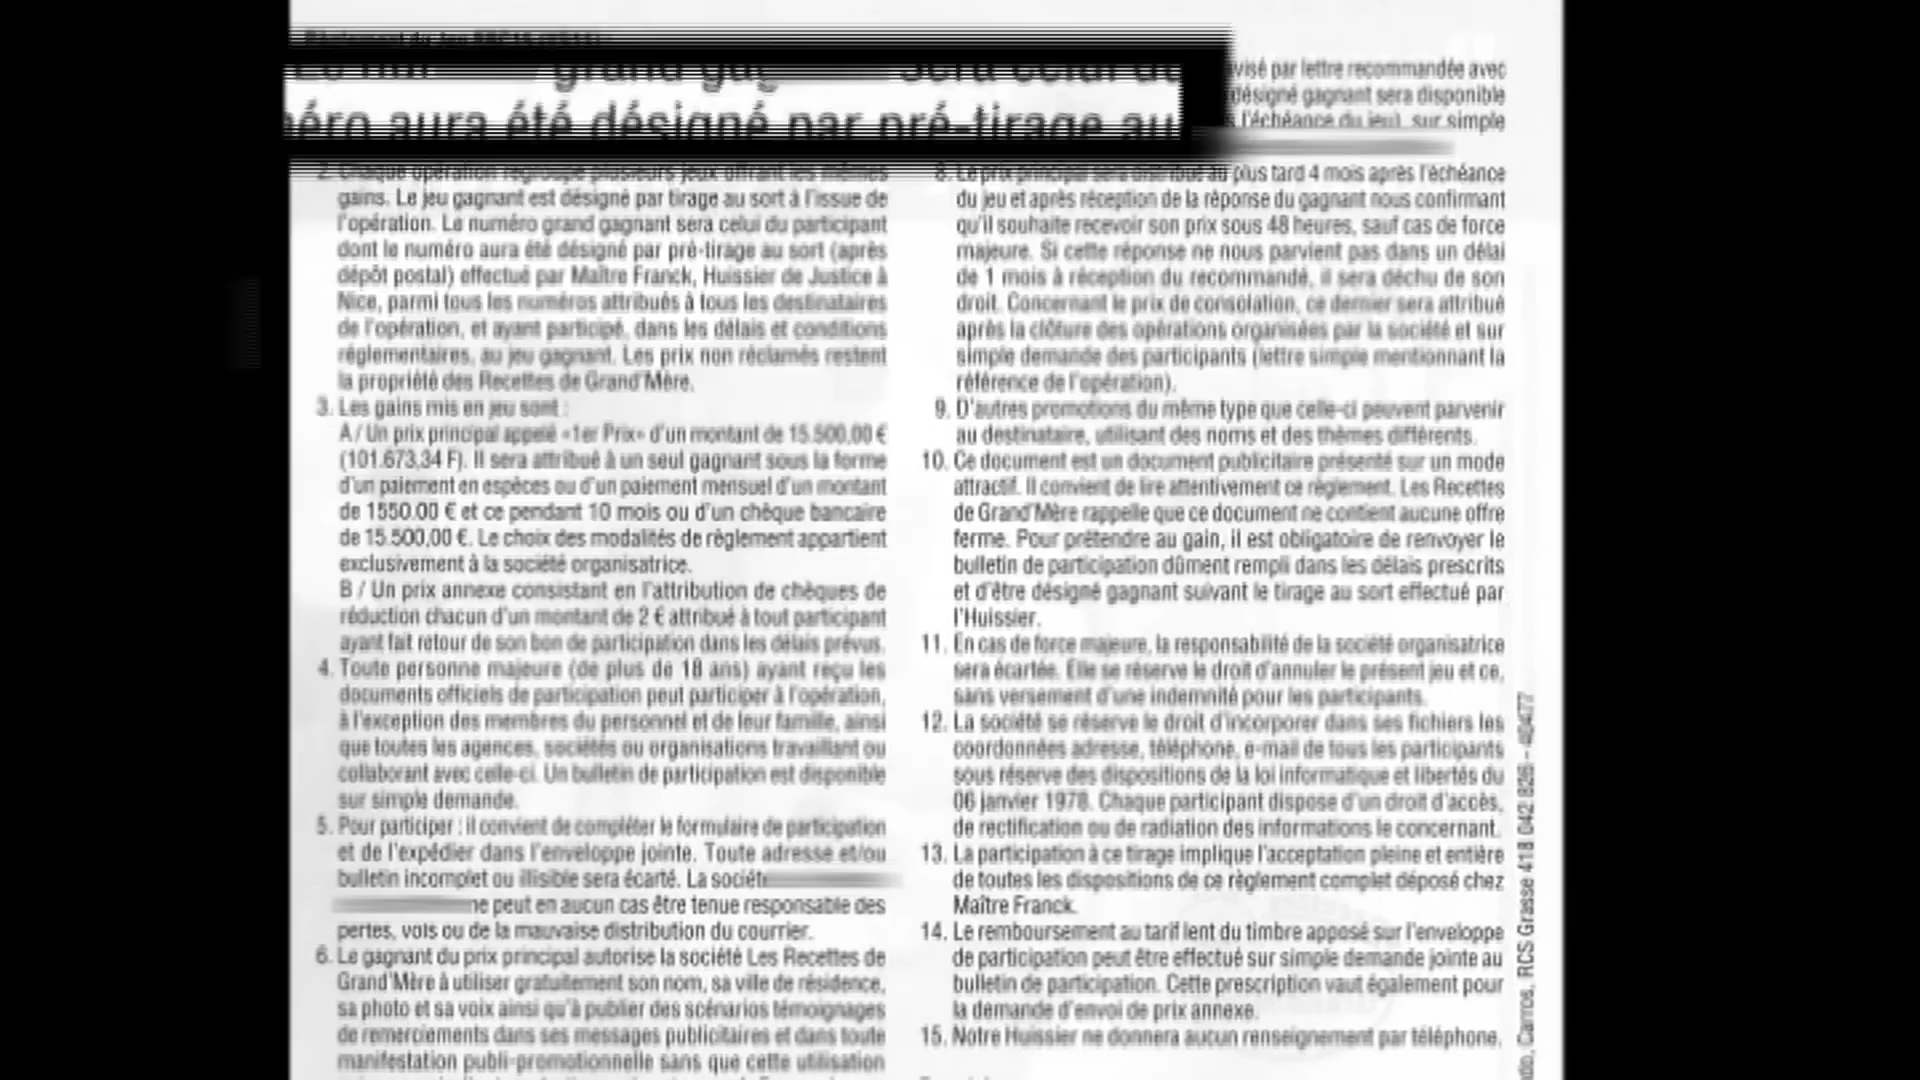 grand
sera celui du
numéro aura été désigné par pré-tirage au
2. Chaque opération regroupe plusieurs jeux offrant les mêmes
gains. Le jeu gagnant est désigné par tirage au sort à l'issue de
l'opération. Le numéro grand gagnant sera celui du participant
dont le numéro aura été désigné par pré-tirage au sort (après
dépôt postal) effectué par Maître Franck, Huissier de Justice à
Nice, parmi tous les numéros attribués à tous les destinataires
de l'opération, et ayant participé, dans les délais et conditions
réglementaires, au jeu gagnant. Les prix non réclamés restent
la propriété des Recettes de Grand'Mère.
3. Les gains mis en jeu sont :
A / Un prix principal appelé «1er Prix» d'un montant de 15.500,00 €
(101.673,34 F). Il sera attribué à un seul gagnant sous la forme
d'un paiement en espèces ou d'un paiement mensuel d'un montant
de 1550.00 € et ce pendant 10 mois ou d'un chèque bancaire
de 15.500,00 €. Le choix des modalités de règlement appartient
exclusivement à la société organisatrice.
B / Un prix annexe consistant en l'attribution de chèques de
réduction chacun d'un montant de 2 € attribué à tout participant
ayant fait retour de son bon de participation dans les délais prévus.
4. Toute personne majeure (de plus de 18 ans) ayant reçu les
documents officiels de participation peut participer à l'opération,
à l'exception des membres du personnel et de leur famille, ainsi
que toutes les agences, sociétés ou organisations travaillant ou
collaborant avec celle-ci. Un bulletin de participation est disponible
sur simple demande.
5. Pour participer : il convient de compléter le formulaire de participation
et de l'expédier dans l'enveloppe jointe. Toute adresse et/ou
bulletin incomplet ou illisible sera écarté. La société
ne peut en aucun cas être tenue responsable des
pertes, vols ou de la mauvaise distribution du courrier.
6. Le gagnant du prix principal autorise la société Les Recettes de
Grand'Mère à utiliser gratuitement son nom, sa ville de résidence,
sa photo et sa voix ainsi qu'à publier des scénarios témoignages
de remerciements dans ses messages publicitaires et dans toute
manifestation publi-promotionnelle sans que cette utilisation
visé par lettre recommandée avec
désigné gagnant sera disponible
l'échéance du jeu), sur simple
8. Le prix principal sera distribué au plus tard 4 mois après l'échéance
du jeu et après réception de la réponse du gagnant nous confirmant
qu'il souhaite recevoir son prix sous 48 heures, sauf cas de force
majeure. Si cette réponse ne nous parvient pas dans un délai
de 1 mois à réception du recommandé, il sera déchu de son
droit. Concernant le prix de consolation, ce dernier sera attribué
après la clôture des opérations organisées par la société et sur
simple demande des participants (lettre simple mentionnant la
référence de l'opération).
9. D'autres promotions du même type que celle-ci peuvent parvenir
au destinataire, utilisant des noms et des thèmes différents.
10. Ce document est un document publicitaire présenté sur un mode
attractif. Il convient de lire attentivement ce règlement. Les Recettes
de Grand'Mère rappelle que ce document ne contient aucune offre
ferme. Pour prétendre au gain, il est obligatoire de renvoyer le
bulletin de participation dûment rempli dans les délais prescrits
et d'être désigné gagnant suivant le tirage au sort effectué par
l'Huissier.
11. En cas de force majeure, la responsabilité de la société organisatrice
sera écartée. Elle se réserve le droit d'annuler le présent jeu et ce,
sans versement d'une indemnité pour les participants.
12. La société se réserve le droit d'incorporer dans ses fichiers les
coordonnées adresse, téléphone, e-mail de tous les participants
sous réserve des dispositions de la loi informatique et libertés du
06 janvier 1978. Chaque participant dispose d'un droit d'accès,
de rectification ou de radiation des informations le concernant.
13. La participation à ce tirage implique l'acceptation pleine et entière
de toutes les dispositions de ce règlement complet déposé chez
Maître Franck.
14. Le remboursement au tarif lent du timbre apposé sur l'enveloppe
de participation peut être effectué sur simple demande jointe au
bulletin de participation. Cette prescription vaut également pour
la demande d'envoi de prix annexe.
15. Notre Huissier ne donnera aucun renseignement par téléphone.
Carros, RCS Grasse 418 042 826 - 4Q477